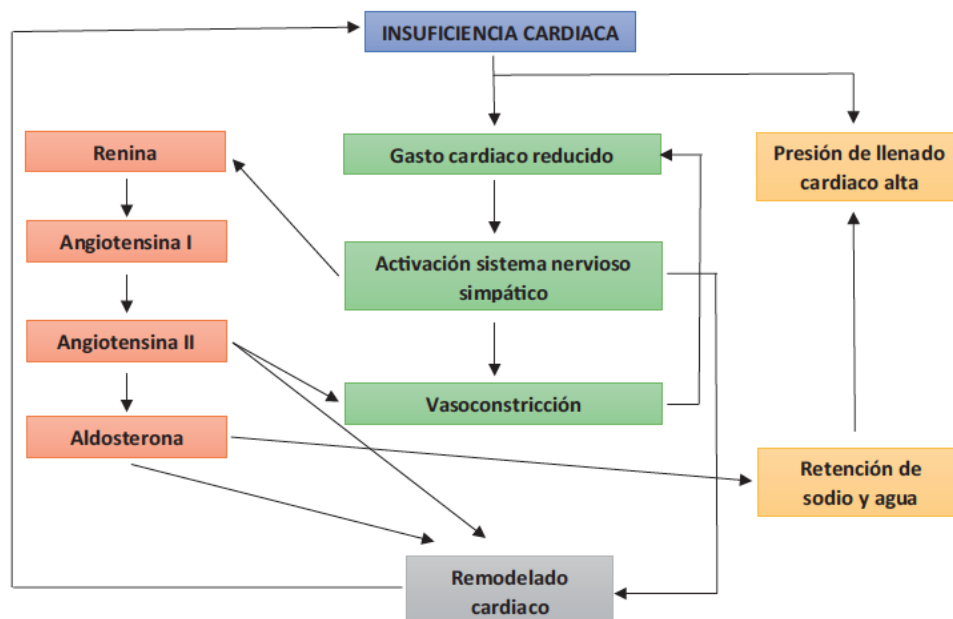 INSUFICIENCIA CARDIACA
Renina
Gasto cardiaco reducido
Presión de llenado
cardiaco alta
Angiotensina I
Activación sistema nervioso
simpático
Angiotensina II
Vasoconstricción
Aldosterona
Retención de
sodio y agua
Remodelado
cardiaco